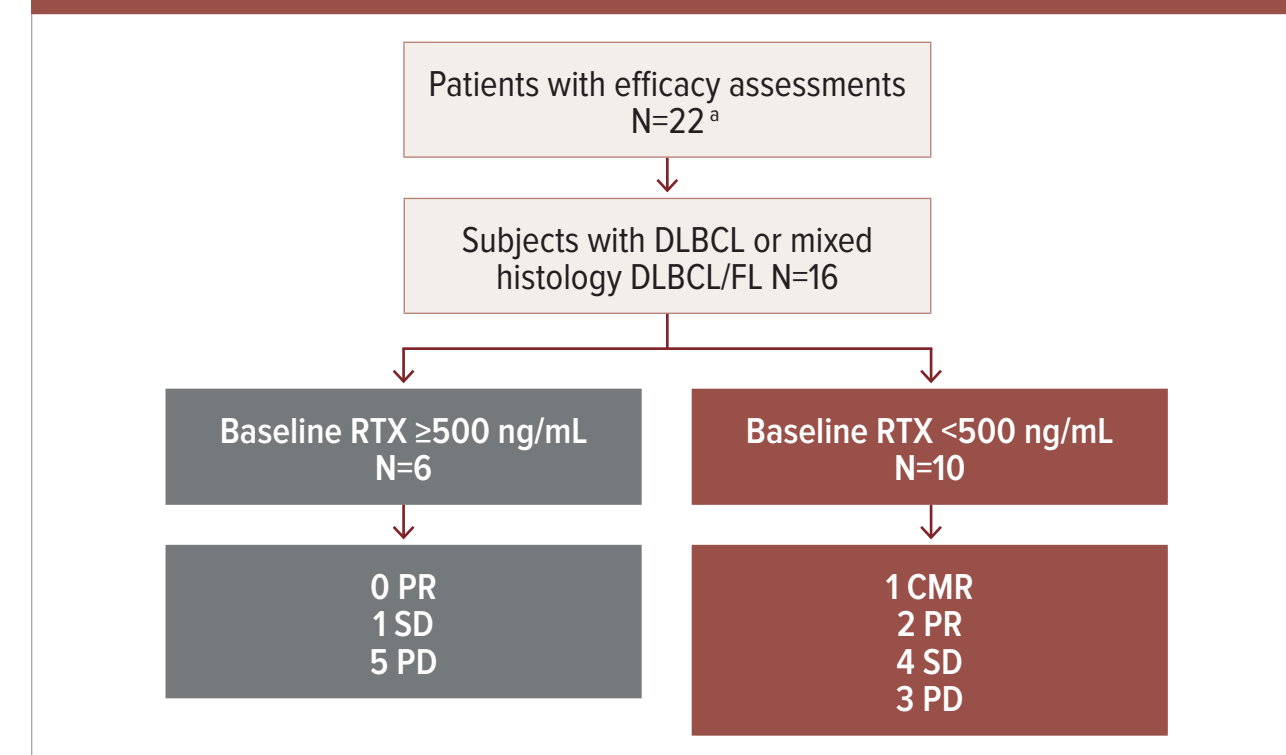 Patients with efficacy assessments
N=22 a
Subjects with DLBCL or mixed
histology DLBCL/FL N=16
Baseline RTX ≥500 ng/mL
N=6
Baseline RTX <500 ng/mL
N=10
0 PR
1 SD
5 PD
1 CMR
2 PR
4 SD
3 PD